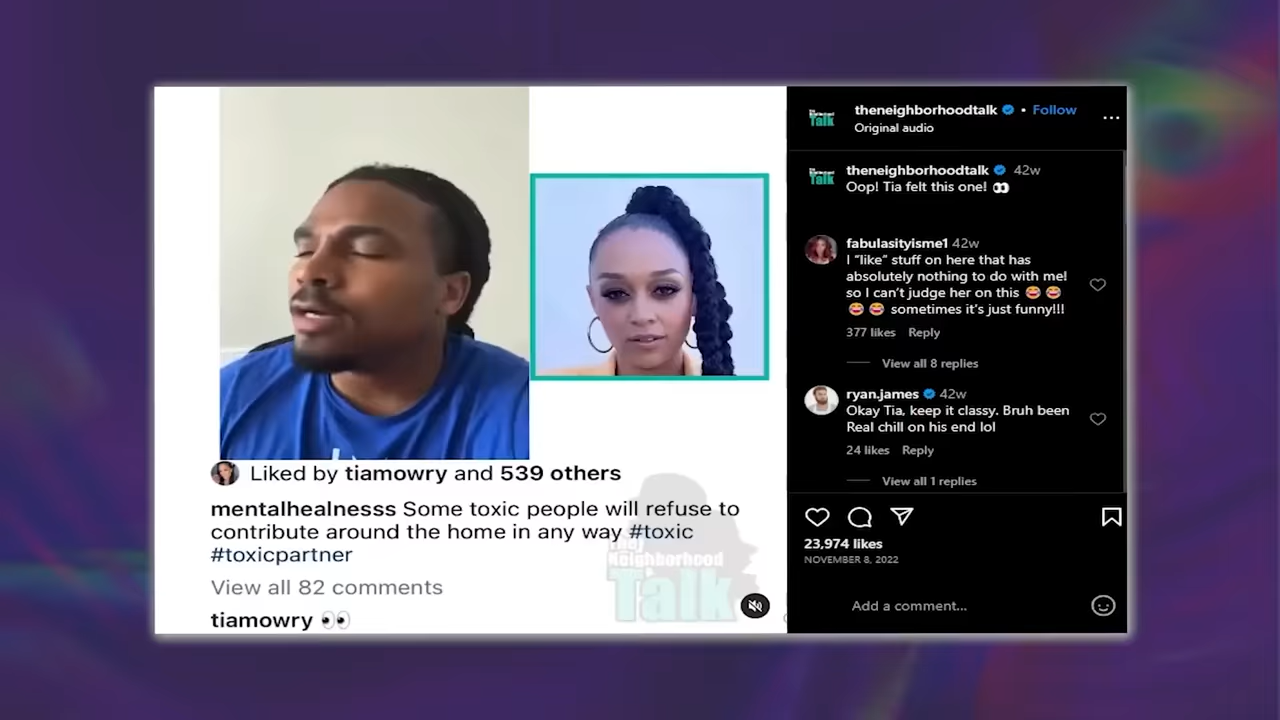 Liked by tiamowry and 539 others
mentalhealnesss Some toxic people will refuse to
contribute around the home in any way #toxic
#toxicpartner
View all 82 comments
tiamowry 👀
They
Neighborhood
Talk
Talk
theneighborhoodtalk • Follow
Original audio
...
Talk
theneighborhoodtalk 42w
Oop! Tia felt this one! 👀
fabulasityisme1 42w
I “like” stuff on here that has
absolutely nothing to do with me!
so I can’t judge her on this 😂 😂
😂 😂 sometimes it’s just funny!!!
377 likes Reply
View all 8 replies
ryan.james 42w
Okay Tia, keep it classy. Bruh been
Real chill on his end lol
24 likes Reply
View all 1 replies
23,974 likes
NOVEMBER 8, 2022
Add a comment...